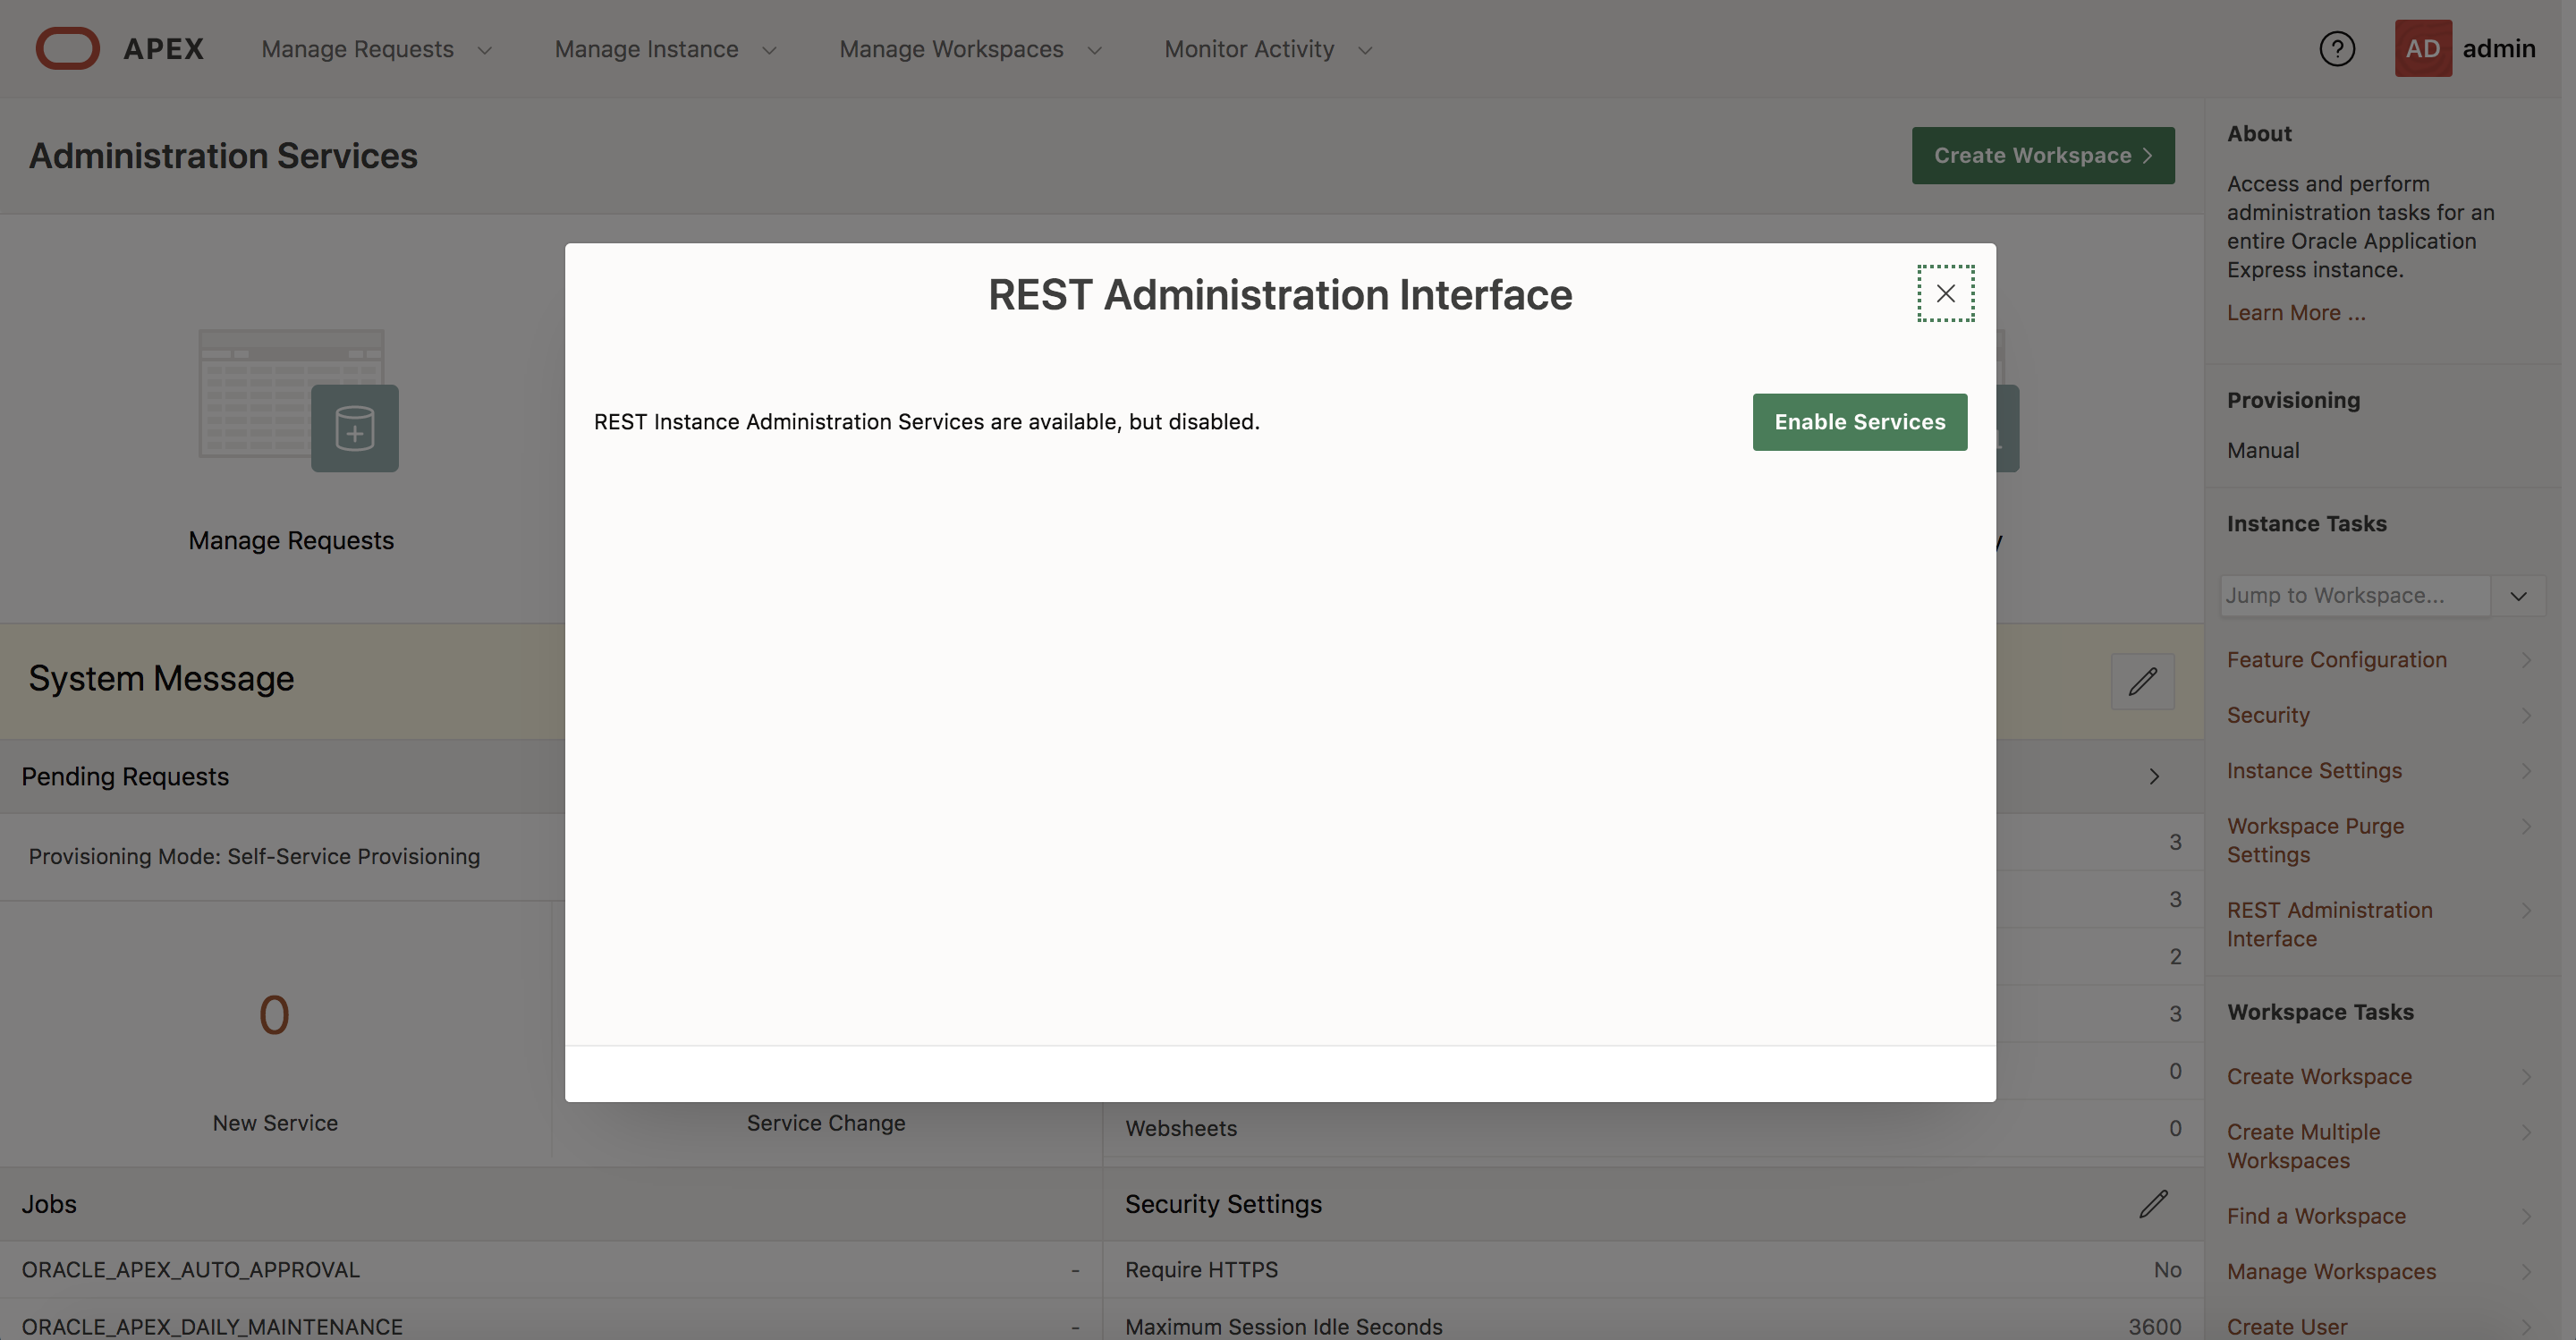 APEX
Manage Requests
Manage Instance
Manage Workspaces
Monitor Activity
?
AD
admin
Administration Services
Create Workspace
REST Administration Interface
REST Instance Administration Services are available, but disabled.
Enable Services
Manage Requests
System Message
Pending Requests
Provisioning Mode: Self-Service Provisioning
0
New Service
Service Change
3
3
2
3
0
Websheets
0
Jobs
ORACLE_APEX_AUTO_APPROVAL
-
ORACLE_APEX_DAILY_MAINTENANCE
-
Security Settings
Require HTTPS
No
Maximum Session Idle Seconds
3600
About
Access and perform
administration tasks for an
entire Oracle Application
Express instance.
Learn More ...
Provisioning
Manual
Instance Tasks
Jump to Workspace...
Feature Configuration
Security
Instance Settings
Workspace Purge
Settings
REST Administration
Interface
Workspace Tasks
Create Workspace
Create Multiple
Workspaces
Find a Workspace
Manage Workspaces
Create User